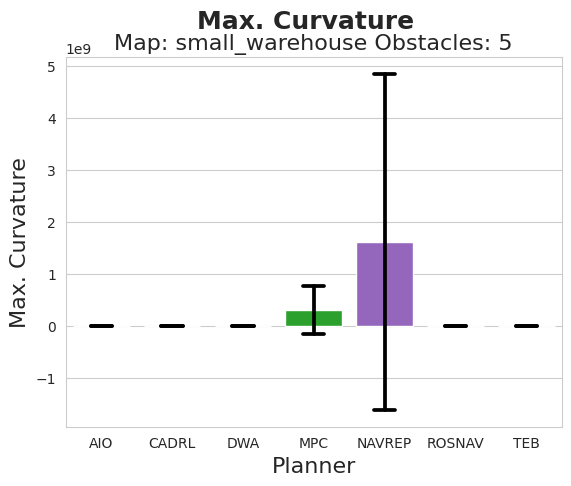 Max. Curvature
Map: small_warehouse Obstacles: 5
1e9
5
4
3
2
1
0
−1
Max. Curvature
AIO CADRL DWA MPC NAVREP ROSNAV TEB
Planner